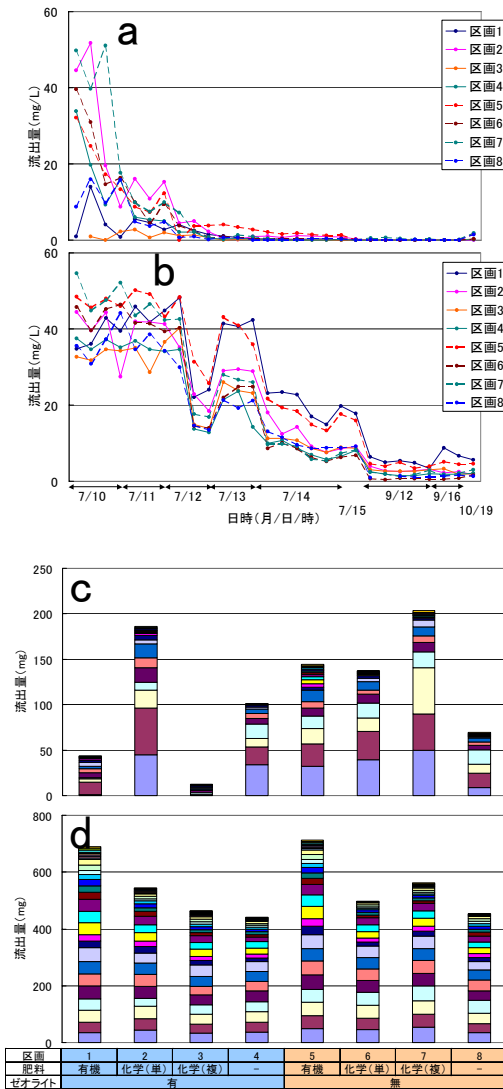 a
流出量(mg/L)
60
40
20
0
区画1
区画2
区画3
区画4
区画5
区画6
区画7
区画8
b
流出量(mg/L)
60
40
20
0
区画1
区画2
区画3
区画4
区画5
区画6
区画7
区画8
7/10 7/11 7/12 7/13 7/14 7/15 9/12 9/16 10/19
日時(月/日/時)
c
流出量(mg)
250
200
150
100
50
0
d
流出量(mg)
800
600
400
200
0
区画 1 2 3 4 5 6 7 8
肥料 有機 化学(単) 化学(複) - 有機 化学(単) 化学(複) -
ゼオライト 有 無